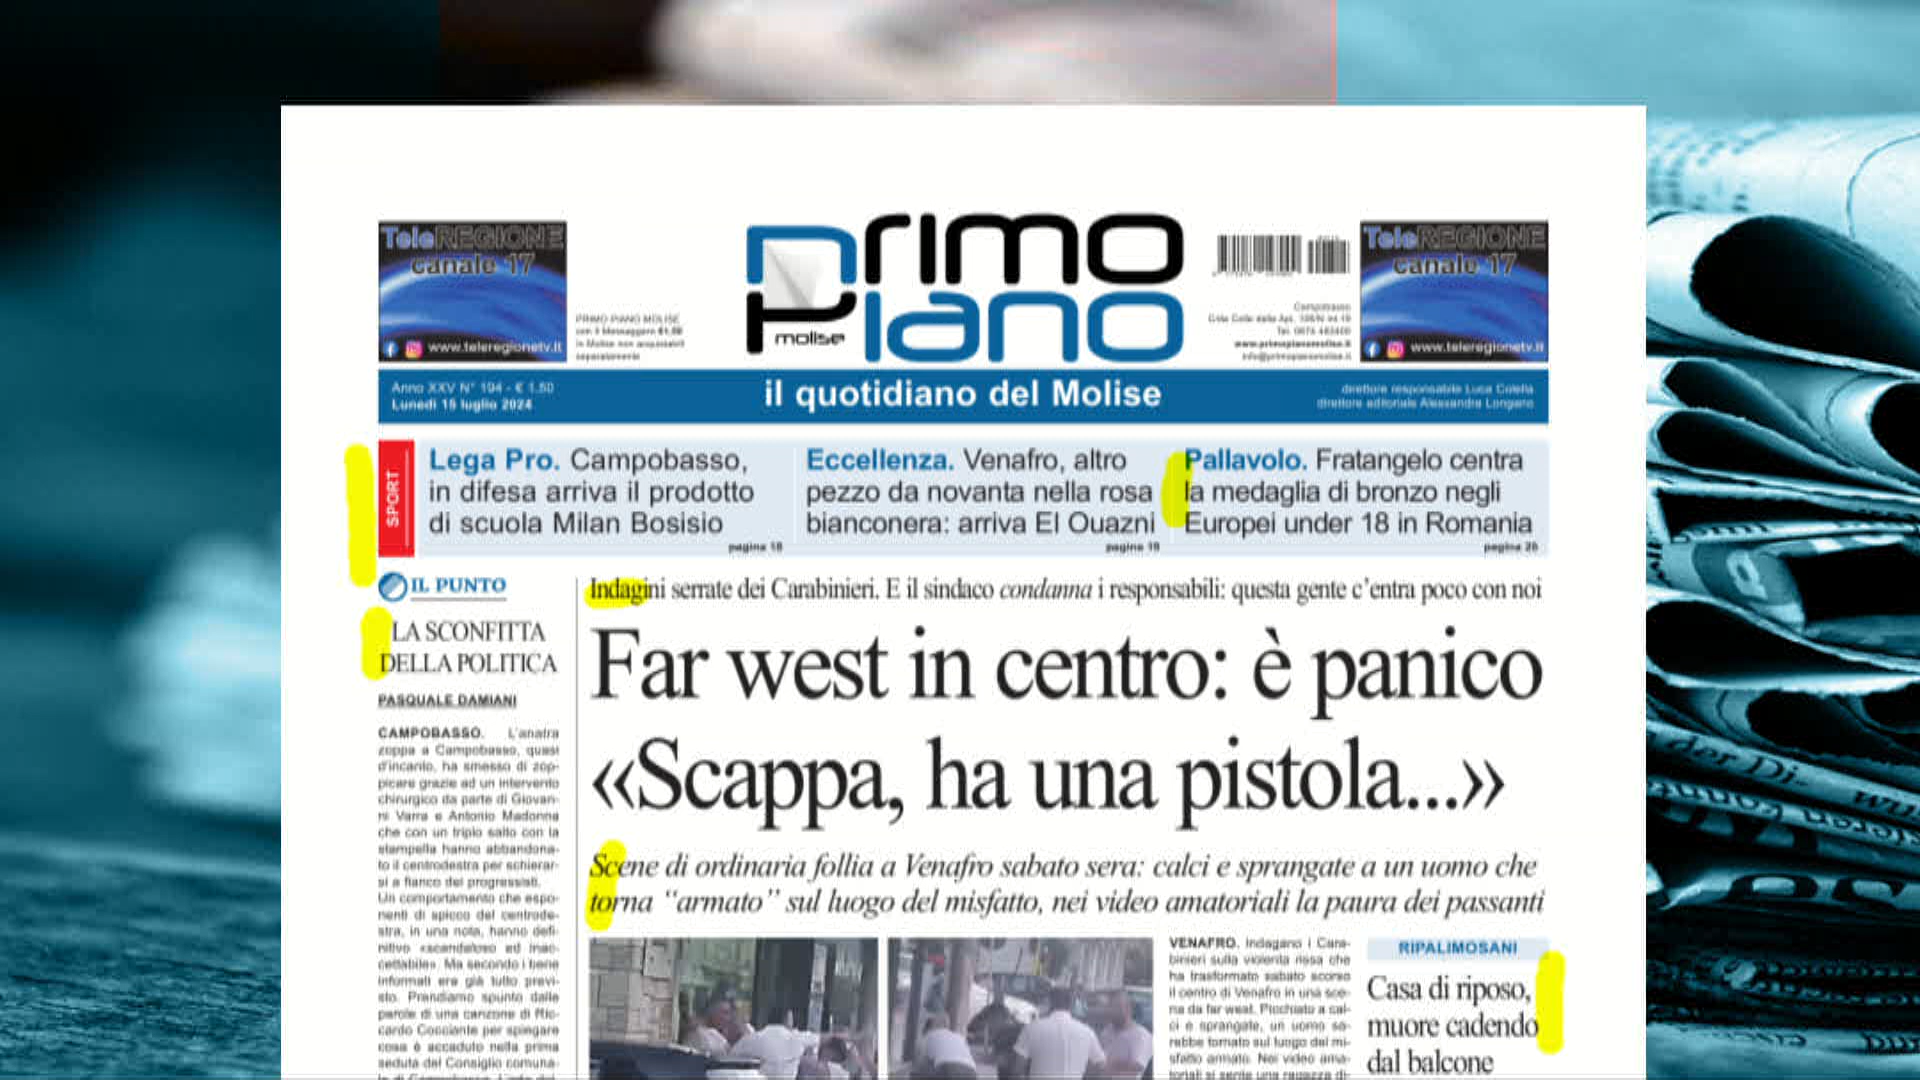 TeleREGIONE
canale 17
www.teleregionetv.it
PRIMO PIANO MOLISE
con Il Messaggero €1,50
in Molise non acquistabili
separatamente
Primo
Piano
molise
Campobasso
Tel. 0874 483400
www.primopianomolise.it
info@primopianomolise.it
TeleREGIONE
canale 17
www.teleregionetv.it
Anno XXV N° 194 - € 1,50
Lunedì 15 luglio 2024
il quotidiano del Molise
direttore responsabile Luca Colella
direttore editoriale Alessandra Longano
SPORT
Lega Pro. Campobasso,
in difesa arriva il prodotto
di scuola Milan Bosisio
pagina 18
Eccellenza. Venafro, altro
pezzo da novanta nella rosa
bianconera: arriva El Ouazni
pagina 19
Pallavolo. Fratangelo centra
la medaglia di bronzo negli
Europei under 18 in Romania
pagina 25
IL PUNTO
LA SCONFITTA
DELLA POLITICA
PASQUALE DAMIANI
CAMPOBASSO. L'anatra
zoppa a Campobasso, quasi
d'incanto, ha smesso di zop-
picare grazie ad un intervento
chirurgico da parte di Giovan-
ni Varra e Antonio Madonna
che con un triplo salto con la
stampella hanno abbandona-
to il centrodestra per schierar-
si a fianco dei progressisti.
Un comportamento che espo-
nenti di spicco del centrode-
stra, in una nota, hanno defi-
nitivo «scandaloso ed inac-
cettabile». Ma secondo i bene
informati era già tutto previ-
sto. Prendiamo spunto dalle
parole di una canzone di Ric-
cardo Cocciante per spiegare
cosa è accaduto nella prima
seduta del Consiglio comuna-
Indagini serrate dei Carabinieri. E il sindaco condanna i responsabili: questa gente c'entra poco con noi
Far west in centro: è panico
«Scappa, ha una pistola...»
Scene di ordinaria follia a Venafro sabato sera: calci e sprangate a un uomo che
torna "armato" sul luogo del misfatto, nei video amatoriali la paura dei passanti
VENAFRO. Indagano i Cara-
binieri sulla violenta rissa che
ha trasformato sabato scorso
il centro di Venafro in una sce-
na da far west. Picchiato a cal-
ci e sprangate, un uomo sa-
rebbe tornato sul luogo del mi-
sfatto armato. Nei video ama-
toriali si sente una ragazza di-
RIPALIMOSANI
Casa di riposo,
muore cadendo
dal balcone
der Di